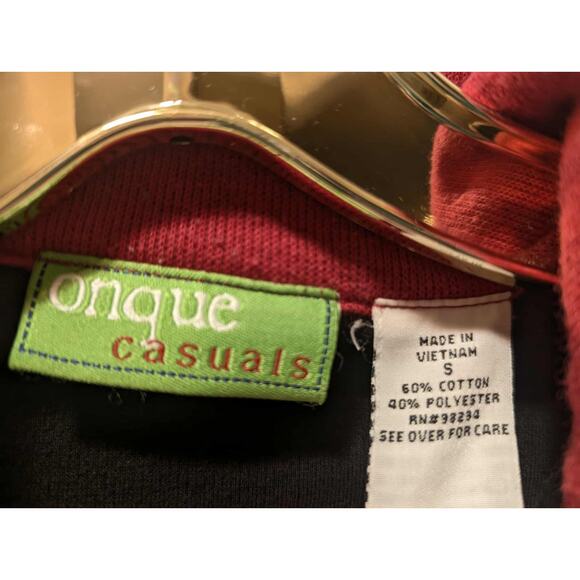 onque
casuals
MADE IN
VIETNAM
S
60% COTTON
40% POLYESTER
RN#98234
SEE OVER FOR CARE